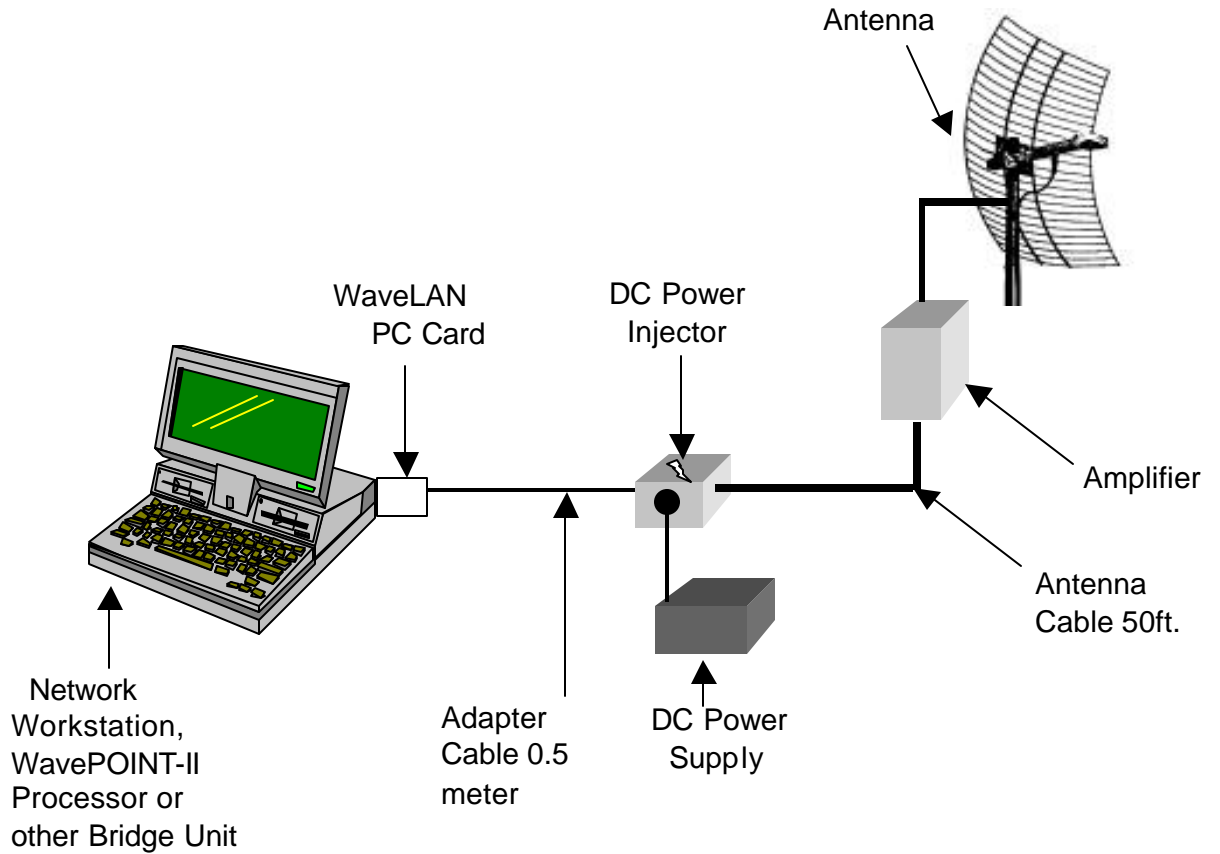 Antenna
WaveLAN
PC Card
DC Power
Injector
Amplifier
Antenna
Cable 50ft.
Network
Workstation,
WavePOINT-II
Processor or
other Bridge Unit
Adapter
Cable 0.5
meter
DC Power
Supply